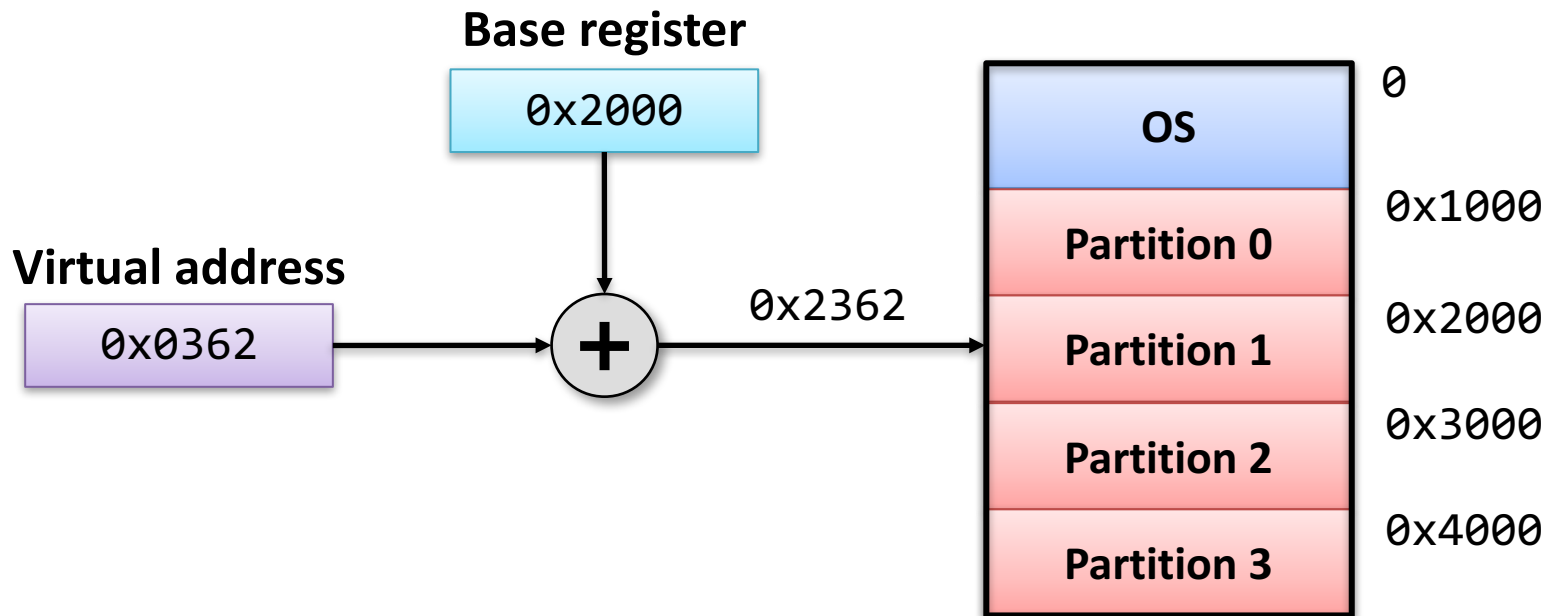 Base register
0x2000
Virtual address
0x0362
+
0x2362
OS
Partition 0
Partition 1
Partition 2
Partition 3
0
0x1000
0x2000
0x3000
0x4000